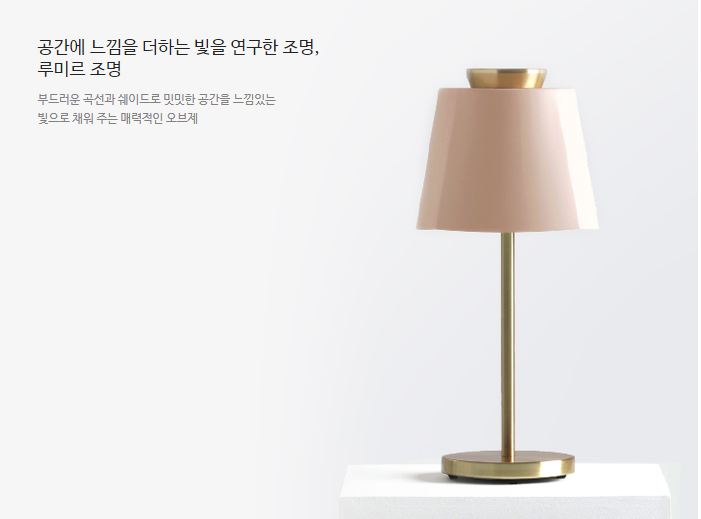 공간에 느낌을 더하는 빛을 연구한 조명,
루미르 조명
부드러운 곡선과 쉐이드로 밋밋한 공간을 느낌있는
빛으로 채워 주는 매력적인 오브제